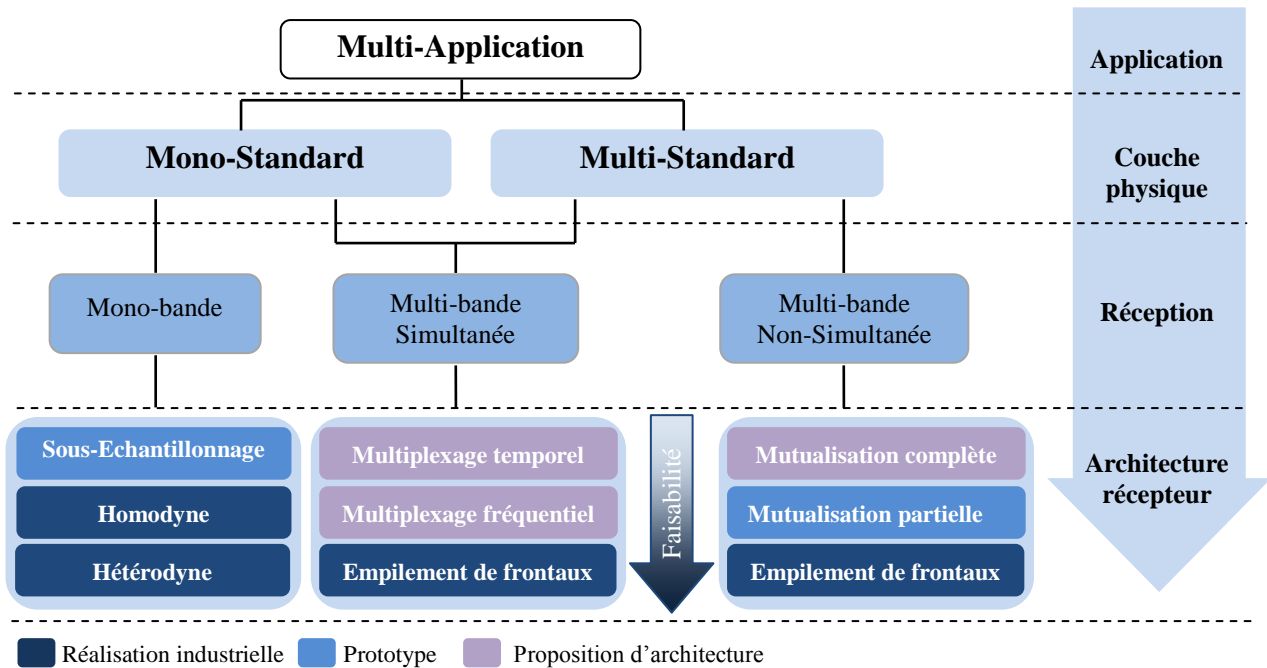 Multi-Application
Application
Mono-Standard
Multi-Standard
Couche
physique
Mono-bande
Multi-bande
Simultanée
Multi-bande
Non-Simultanée
Réception
Sous-Echantillonnage
Homodyne
Hétérodyne
Multiplexage temporel
Multiplexage fréquentiel
Empilement de frontaux
Faisabilité
Mutualisation complète
Mutualisation partielle
Empilement de frontaux
Architecture
récepteur
Réalisation industrielle
Prototype
Proposition d'architecture